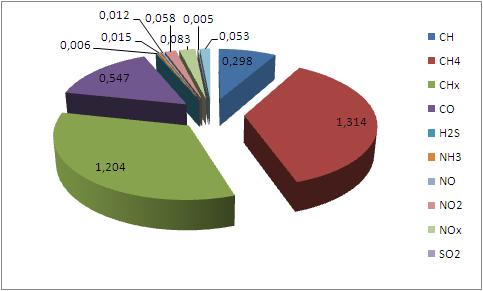 0,012
0,058
0,005
0,015
0,083
0,053
0,006
0,298
0,547
1,314
1,204
CH
CH4
CHx
CO
H2S
NH3
NO
NO2
NOx
SO2